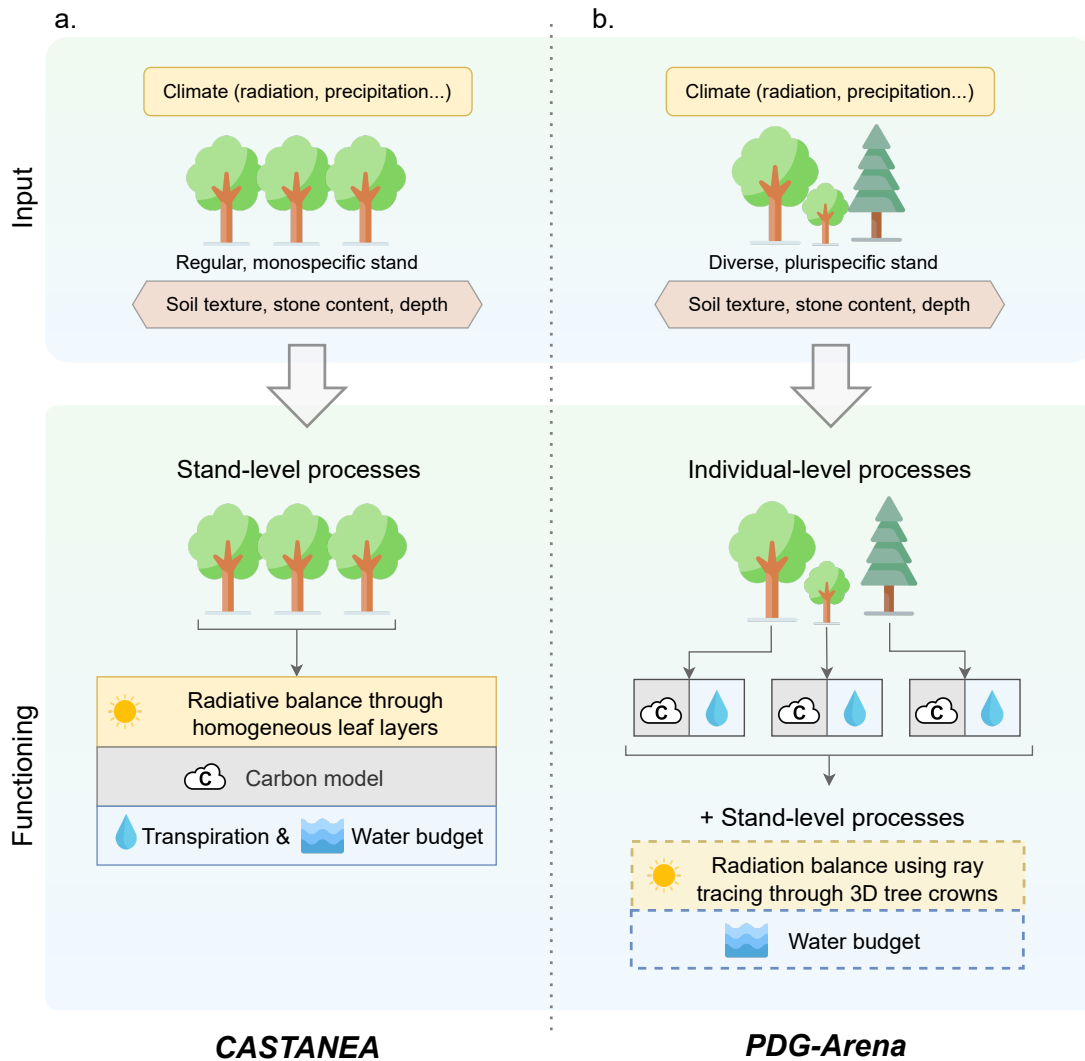 a.
Input
Climate (radiation, precipitation...)
Regular, monospecific stand
Soil texture, stone content, depth
Functioning
Stand-level processes
Radiative balance through
homogeneous leaf layers
C Carbon model
Transpiration & Water budget
CASTANEA
b.
Climate (radiation, precipitation...)
Diverse, plurispecific stand
Soil texture, stone content, depth
Individual-level processes
C C C
+ Stand-level processes
Radiation balance using ray
tracing through 3D tree crowns
Water budget
PDG-Arena